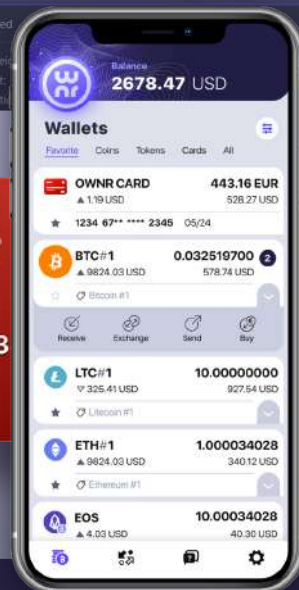 Balance
2678.47 USD
Wallets
Favorite Coins Tokens Cards All
OWNR CARD 443.16 EUR
▲ 1.19 USD 528.27 USD
★ 1234 67** **** 2345 05/24
BTC#1 0.032519700 2
▲ 9824.03 USD 578.74 USD
Bitcoin #1
Receive Exchange Send Buy
LTC#1 10.00000000
▽ 325.41 USD 927.54 USD
★ Litecoin #1
ETH#1 1.000034028
▲ 9824.03 USD 340.12 USD
★ Ethereum #1
EOS 10.00034028
▲ 4.03 USD 40.30 USD